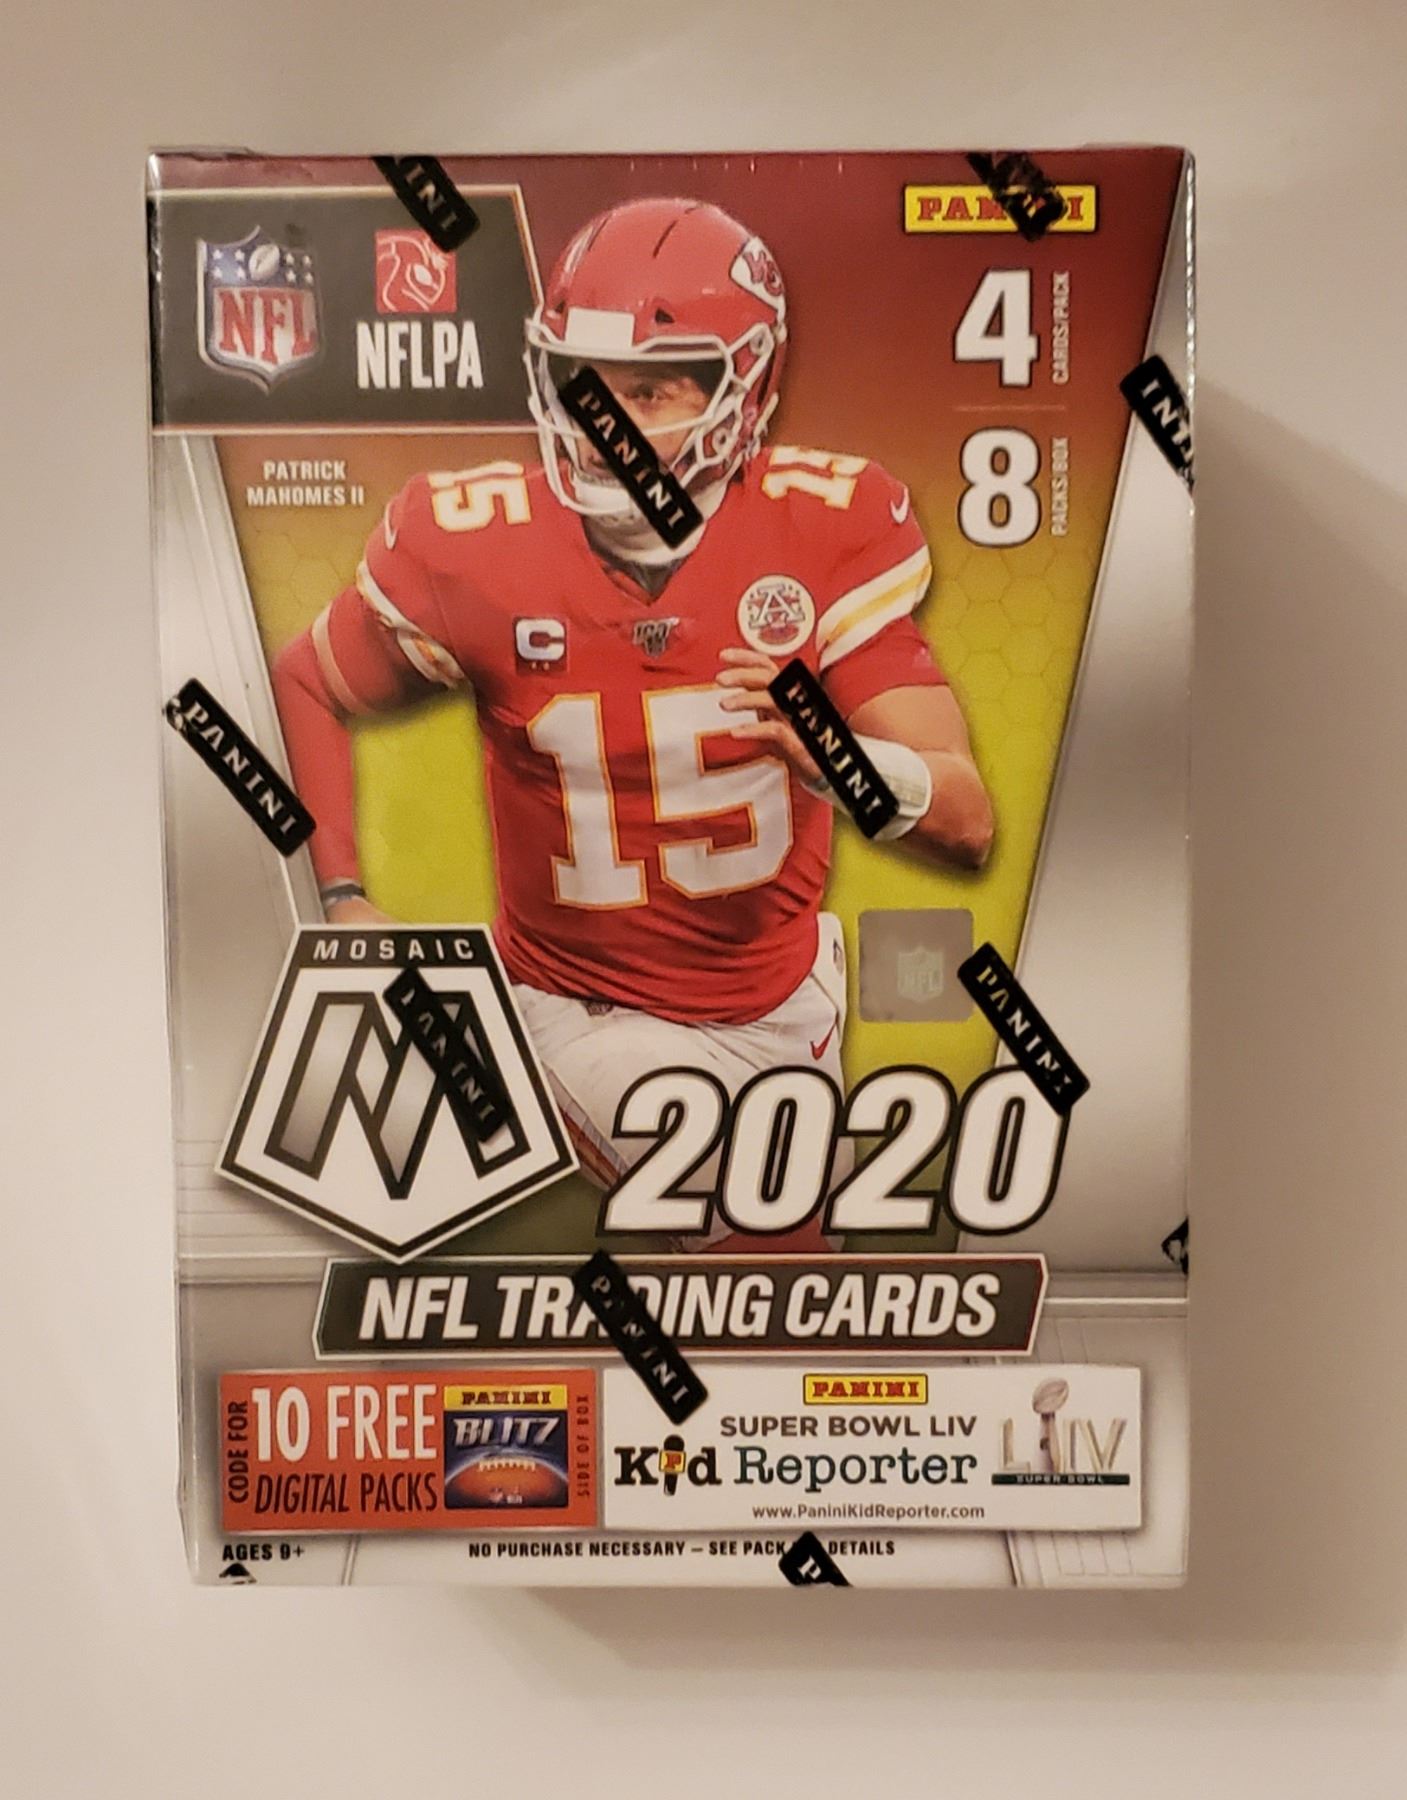 NFL
NFLPA
PANINI
4 CARDS/PACK
8 PACKS/BOX
PATRICK
MAHOMES II
15
15
PANINI
C
A
PANINI
15
PANINI
NFL
MOSAIC
M
PANINI
PANINI
2020
NFL TRADING CARDS
PANINI
CODE FOR
10 FREE
DIGITAL PACKS
PANINI
BLITZ
SIDE OF BOX
PANINI
SUPER BOWL LIV
Kid Reporter
www.PaniniKidReporter.com
LIV
SUPER BOWL
AGES 9+
NO PURCHASE NECESSARY – SEE PACK DETAILS